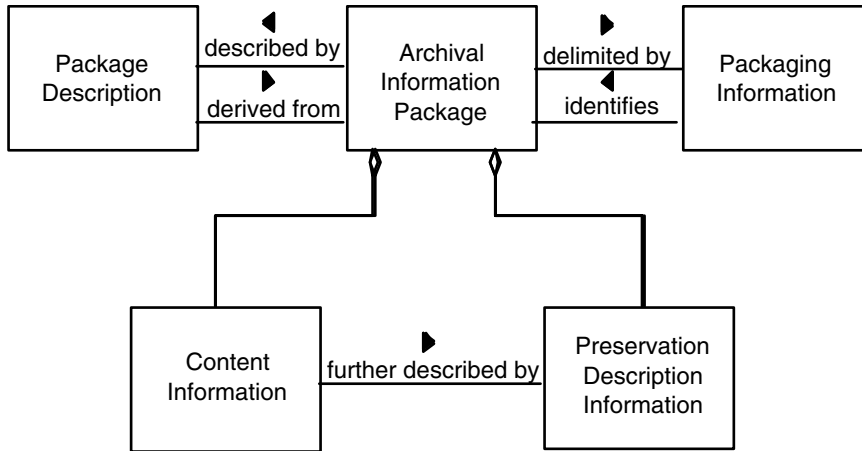 Package
Description
described by
derived from
Archival
Information
Package
delimited by
identifies
Packaging
Information
Content
Information
further described by
Preservation
Description
Information